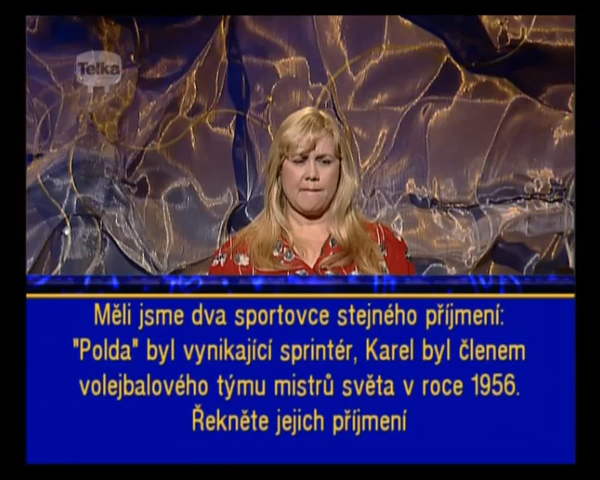 Telka
Měli jsme dva sportovce stejného příjmení:
"Polda" byl vynikající sprintér, Karel byl členem
volejbalového týmu mistrů světa v roce 1956.
Řekněte jejich příjmení